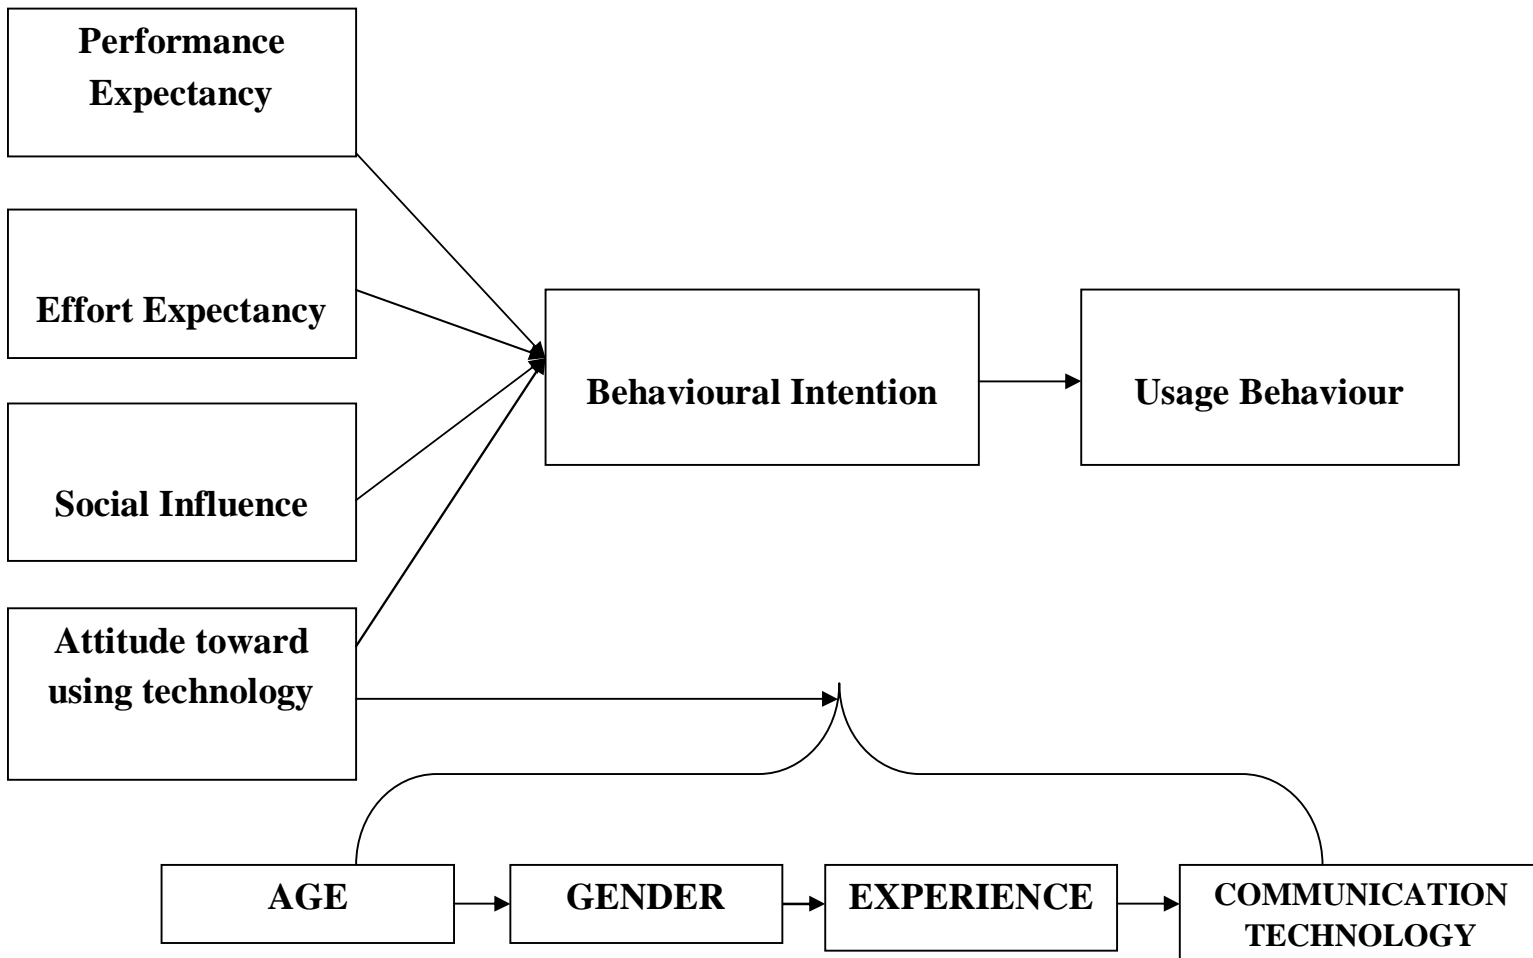 Performance
Expectancy
Effort Expectancy
Social Influence
Attitude toward
using technology
Behavioural Intention
Usage Behaviour
AGE
GENDER
EXPERIENCE
COMMUNICATION
TECHNOLOGY